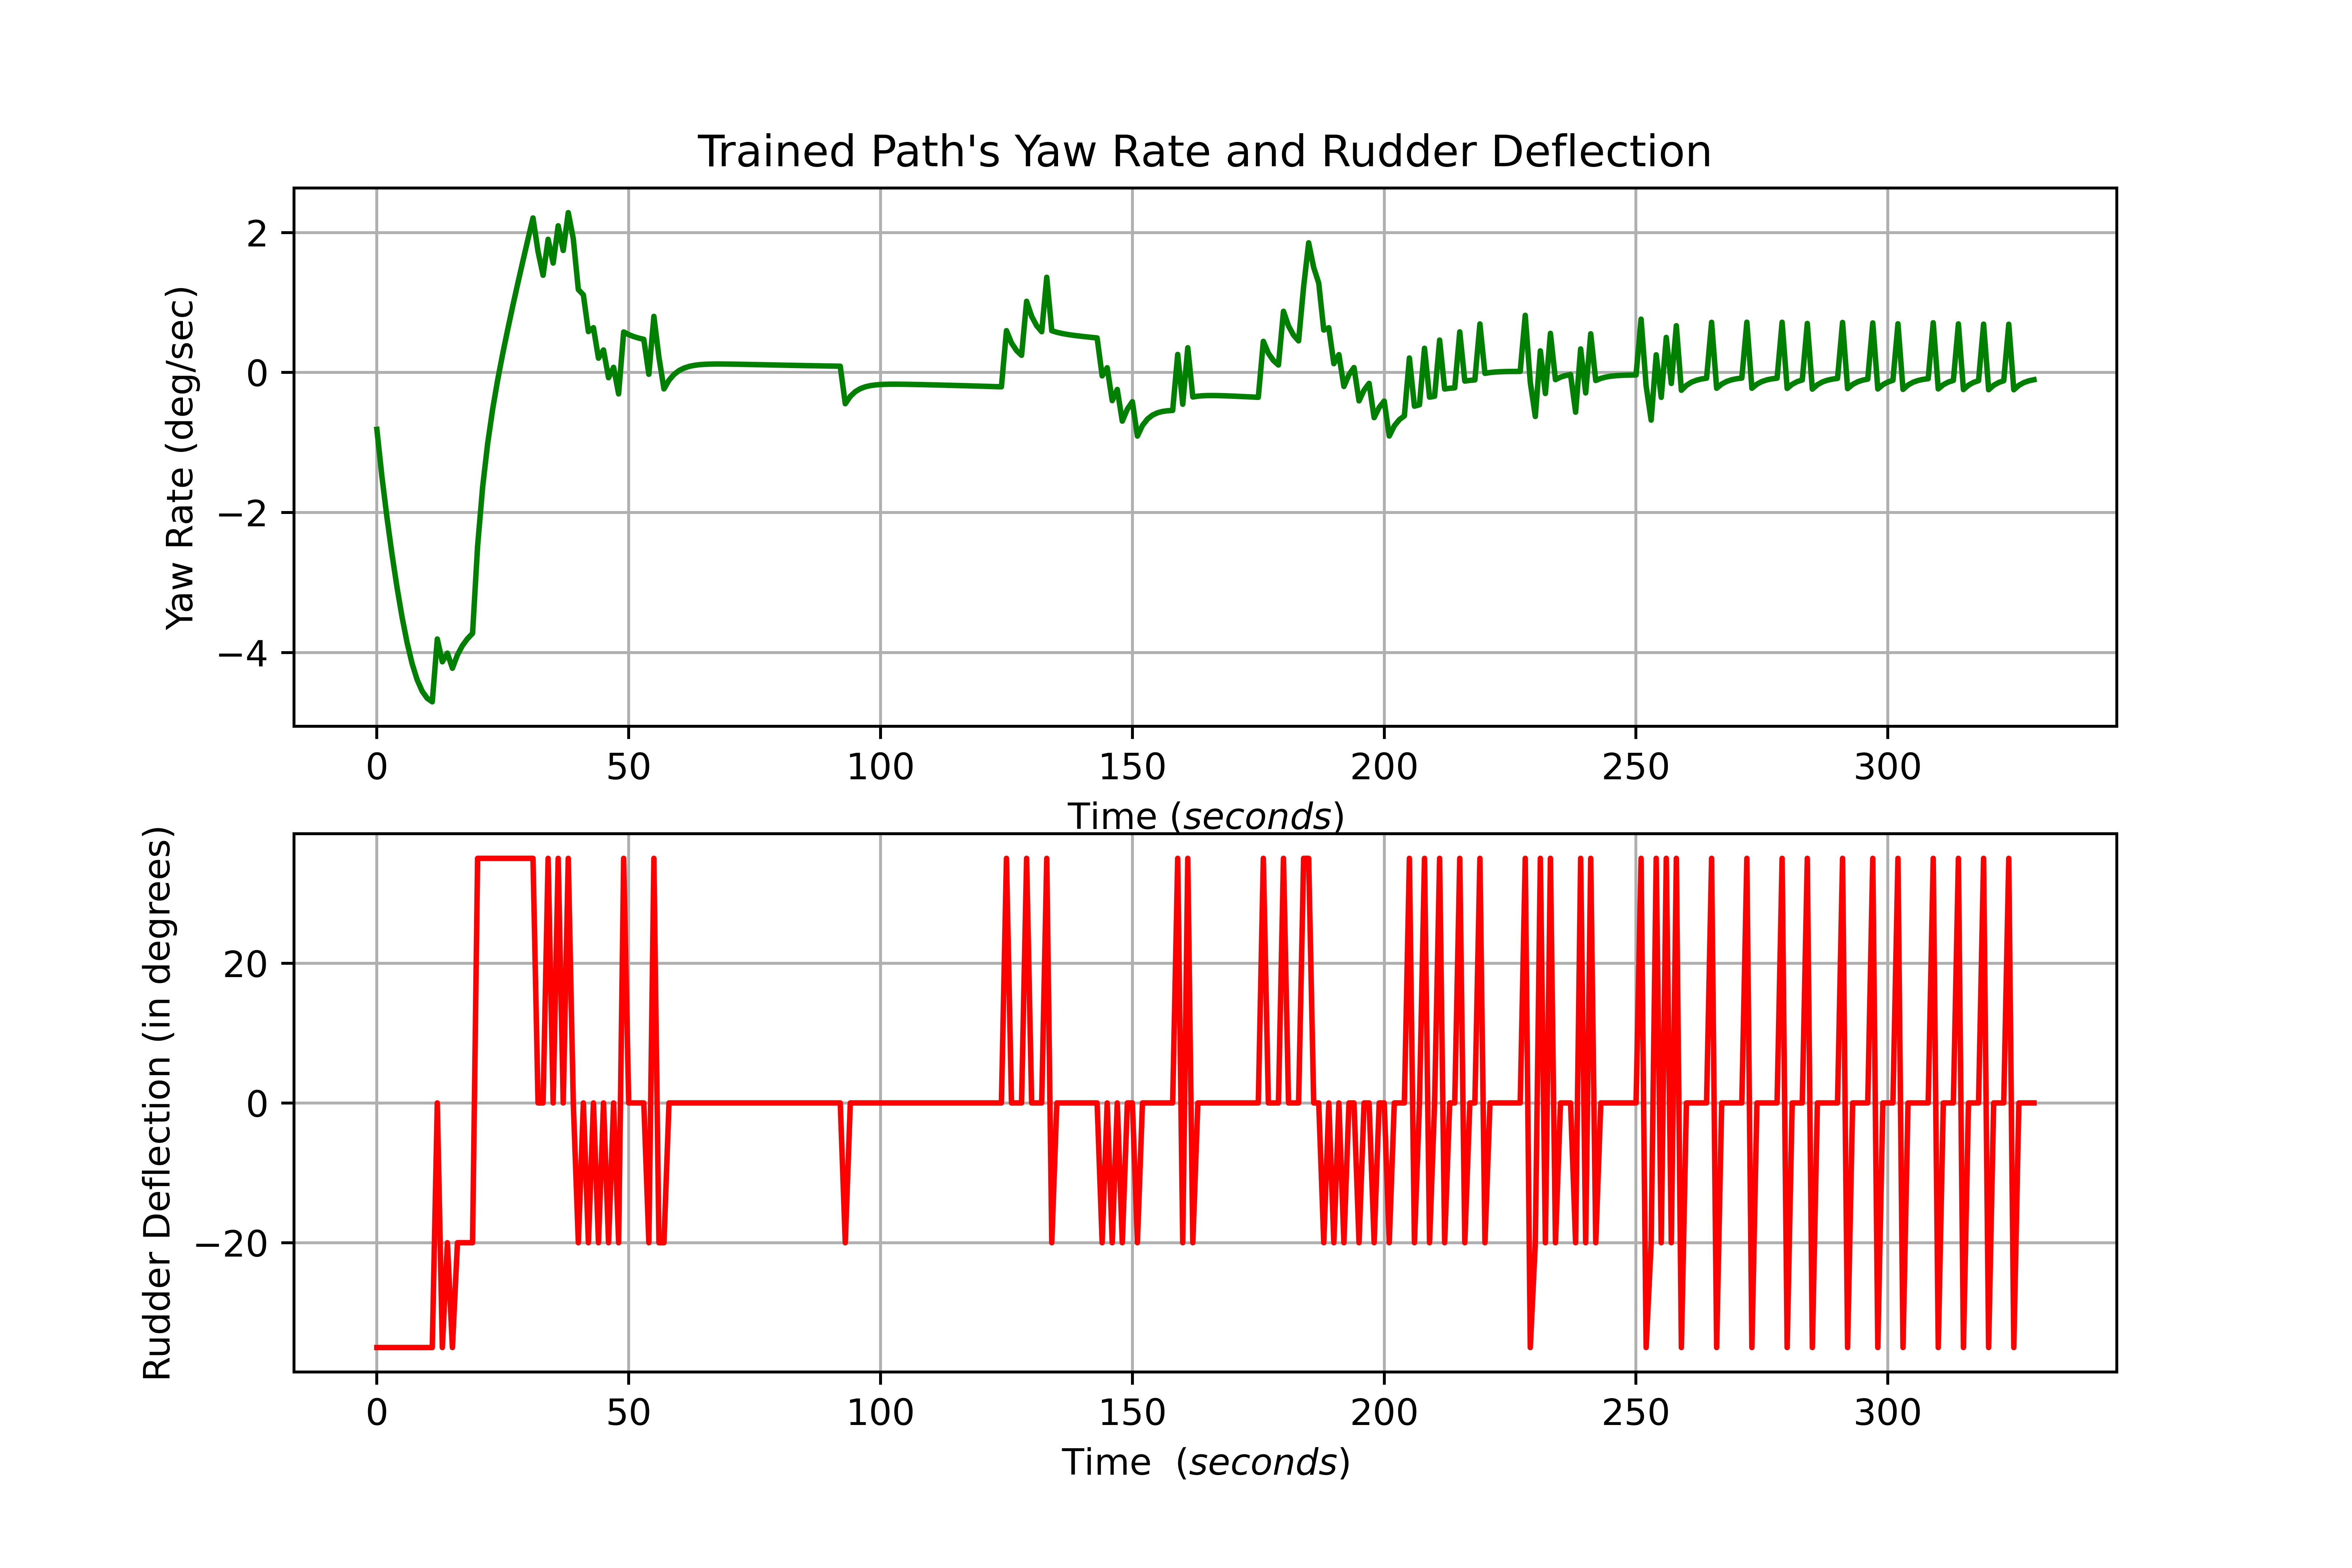 Trained Path's Yaw Rate and Rudder Deflection
Yaw Rate (deg/sec)
2
0
−2
−4
0 50 100 150 200 250 300
Time (seconds)
Rudder Deflection (in degrees)
20
0
−20
0 50 100 150 200 250 300
Time (seconds)